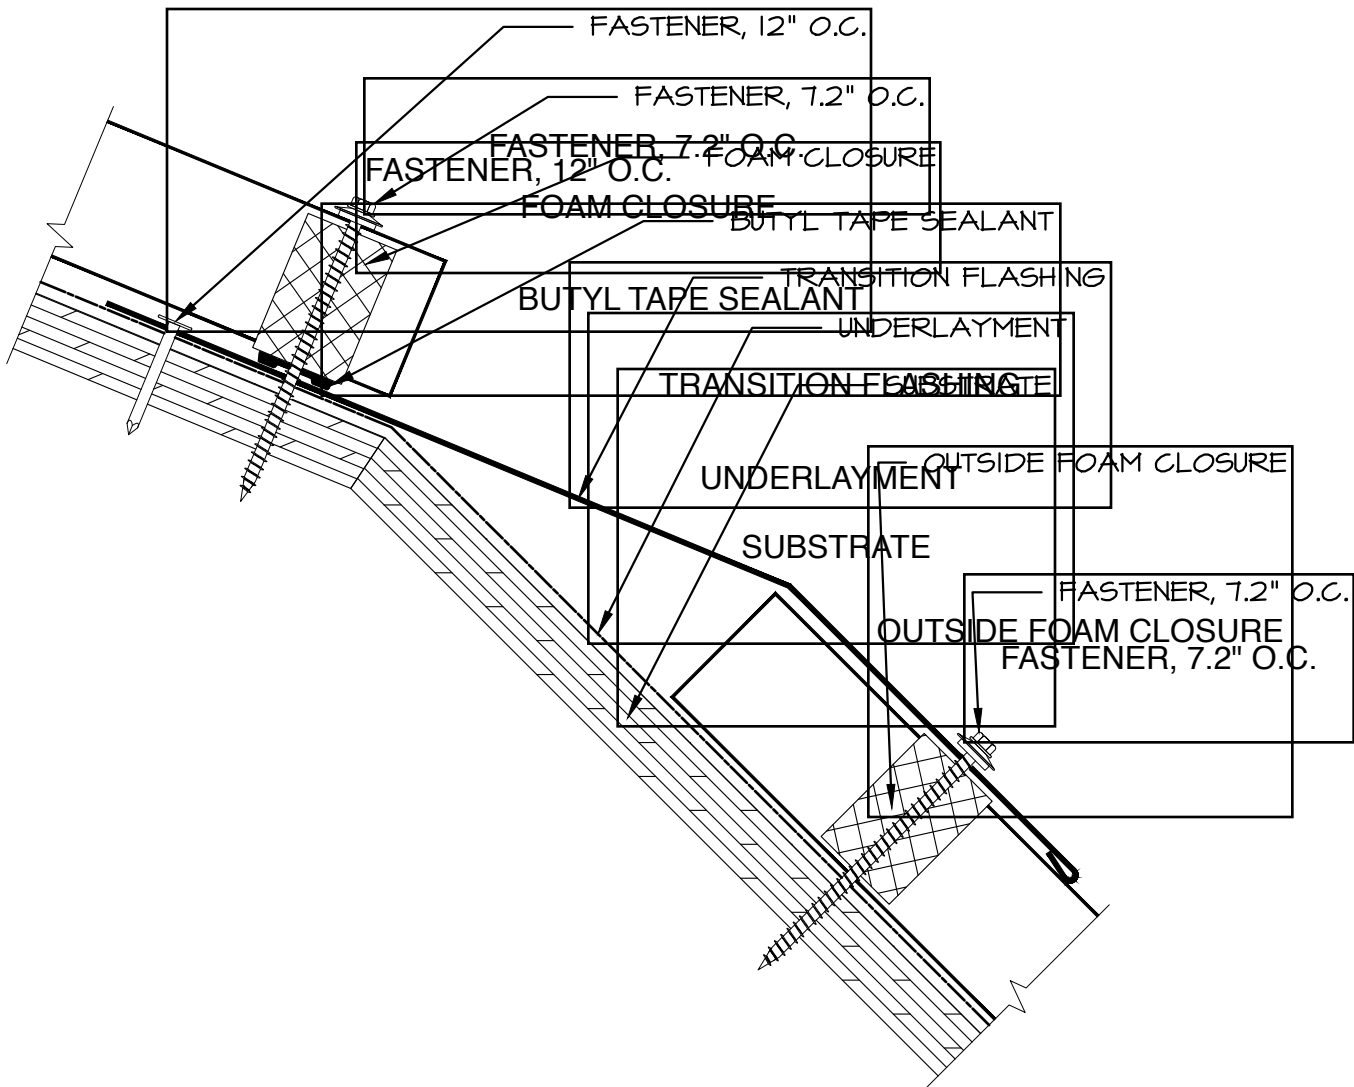 FASTENER, 12" O.C.
FASTENER, 7.2" O.C.
FASTENER, 7.2" O.C.
FOAM CLOSURE
FASTENER, 12" O.C.
FOAM CLOSURE
BUTYL TAPE SEALANT
TRANSITION FLASHING
BUTYL TAPE SEALANT
UNDERLAYMENT
TRANSITION FLASHING
SUBSTRATE
OUTSIDE FOAM CLOSURE
UNDERLAYMENT
SUBSTRATE
FASTENER, 7.2" O.C.
OUTSIDE FOAM CLOSURE
FASTENER, 7.2" O.C.